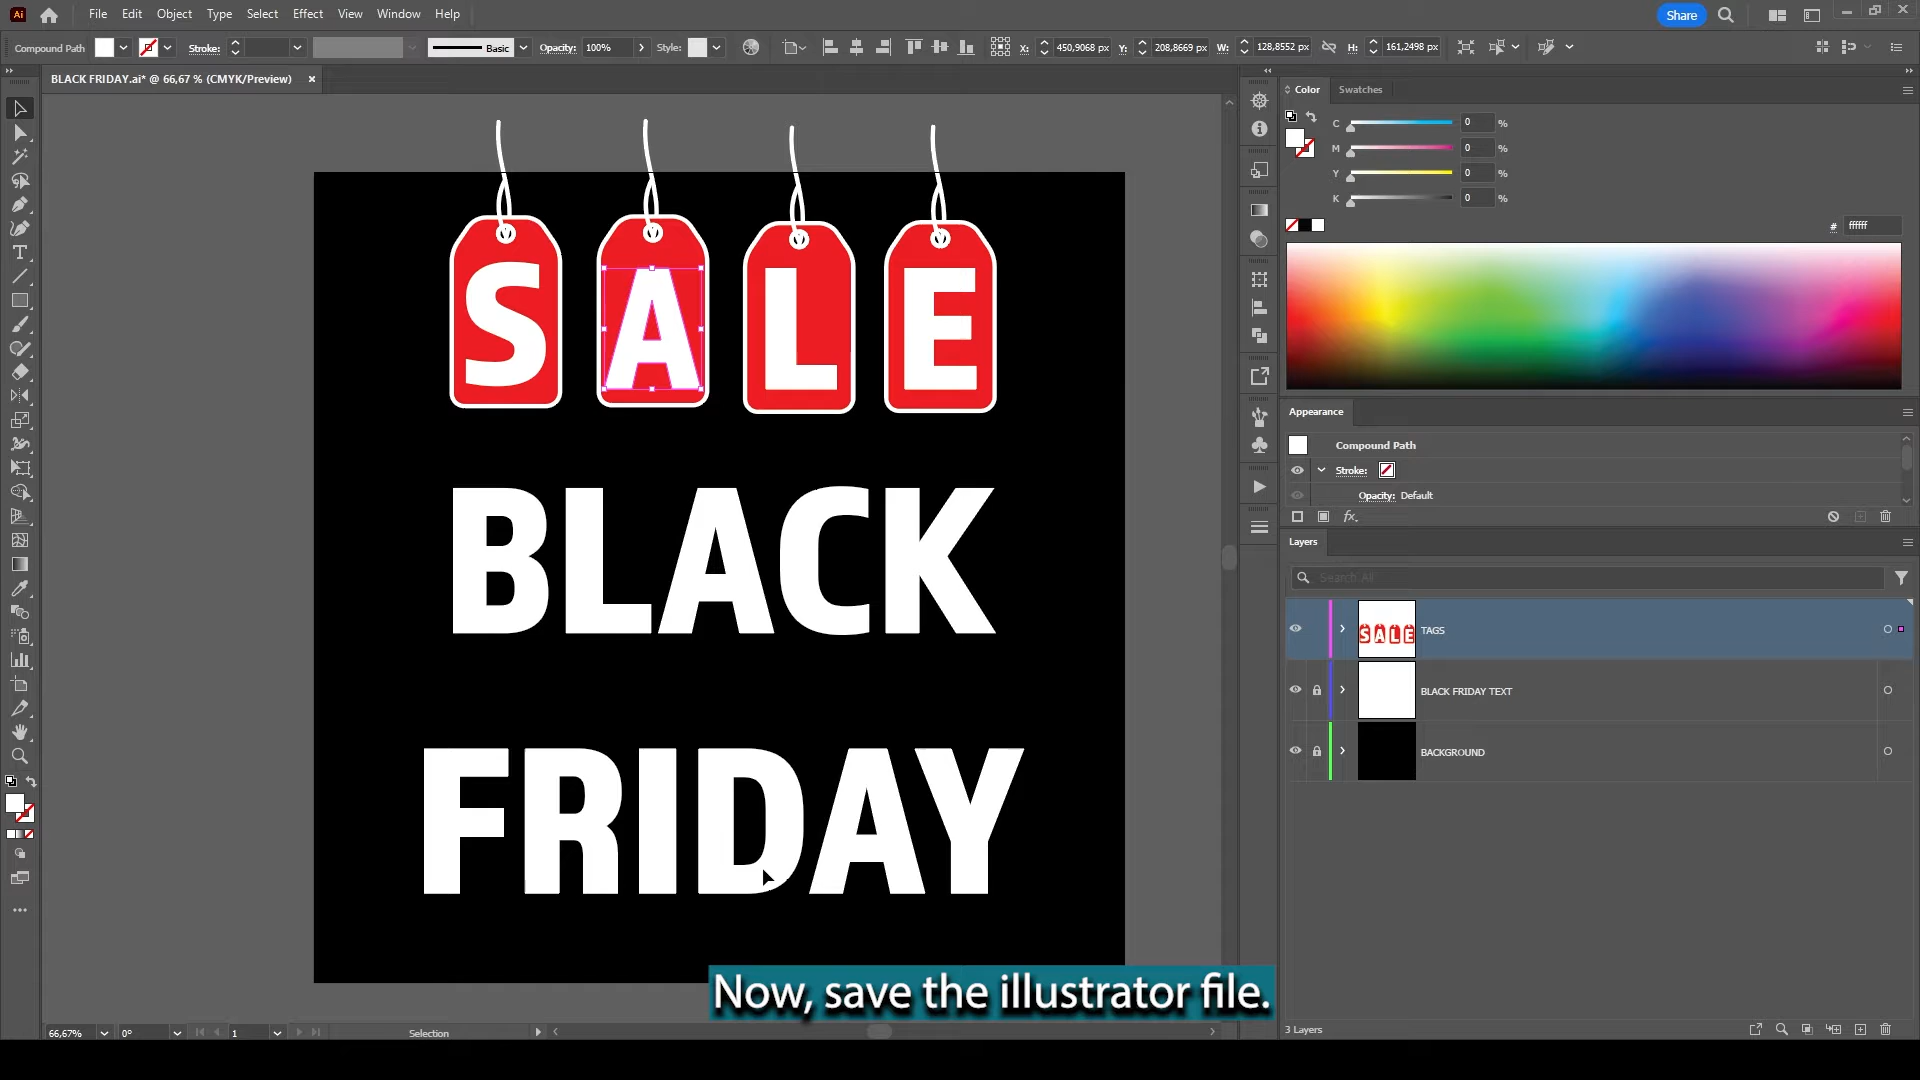 Ai File Edit Object Type Select Effect View Window Help Share
Compound Path Stroke: Basic Opacity: 100% Style: X: 450,9068 px Y: 208,8669 px W: 128,8552 px H: 161,2498 px
BLACK FRIDAY.ai* @ 66,67 % (CMYK/Preview) ×
Color Swatches
C 0 %
M 0 %
Y 0 %
K 0 %
# ffffff
SALE
BLACK
FRIDAY
Appearance
Compound Path
Stroke:
Opacity: Default
fx.
Layers
Search All
SALE TAGS
BLACK FRIDAY TEXT
BACKGROUND
Now, save the illustrator file.
66,67% 0° 1 Selection
3 Layers